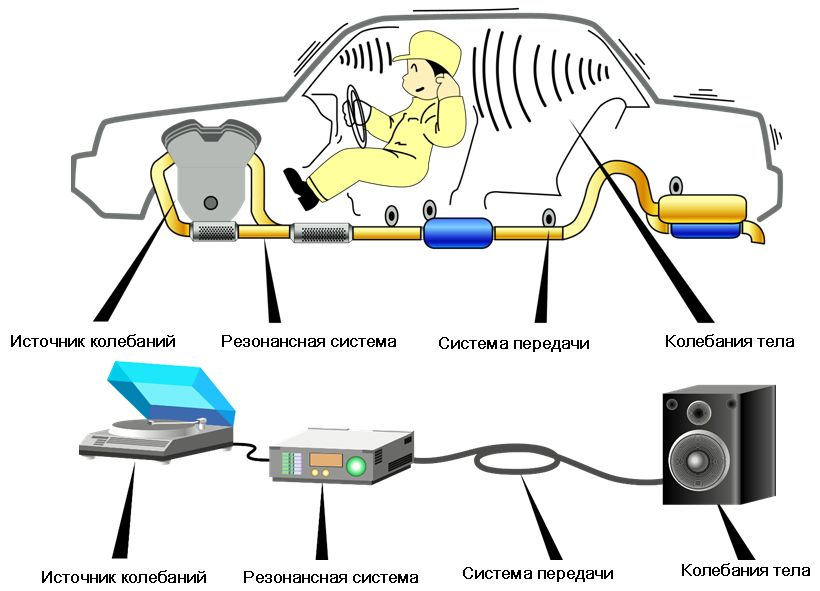 Источник колебаний
Резонансная система
Система передачи
Колебания тела
Источник колебаний
Резонансная система
Система передачи
Колебания тела